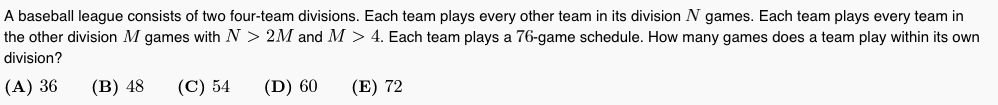 A baseball league consists of two four-team divisions. Each team plays every other team in its division N games. Each team plays every team in
the other division M games with N > 2M and M > 4. Each team plays a 76-game schedule. How many games does a team play within its own
division?
(A) 36 (B) 48 (C) 54 (D) 60 (E) 72